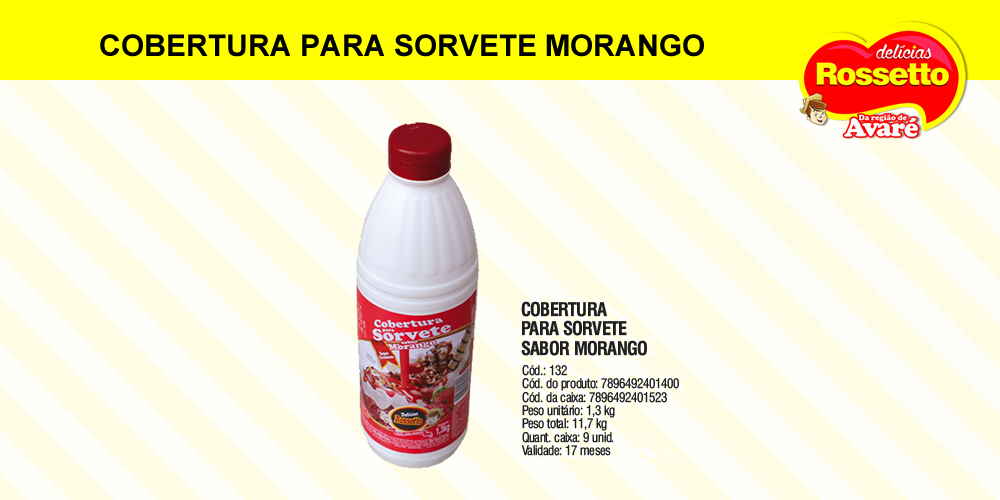 COBERTURA PARA SORVETE MORANGO
delícias
Rossetto
Da região de
Avaré
Cobertura
para
Sorvete
sabor
Morango
Delícias
Rossetto
1,3kg
COBERTURA
PARA SORVETE
SABOR MORANGO
Cód.: 132
Cód. do produto: 7896492401400
Cód. da caixa: 7896492401523
Peso unitário: 1,3 kg
Peso total: 11,7 kg
Quant. caixa: 9 unid.
Validade: 17 meses